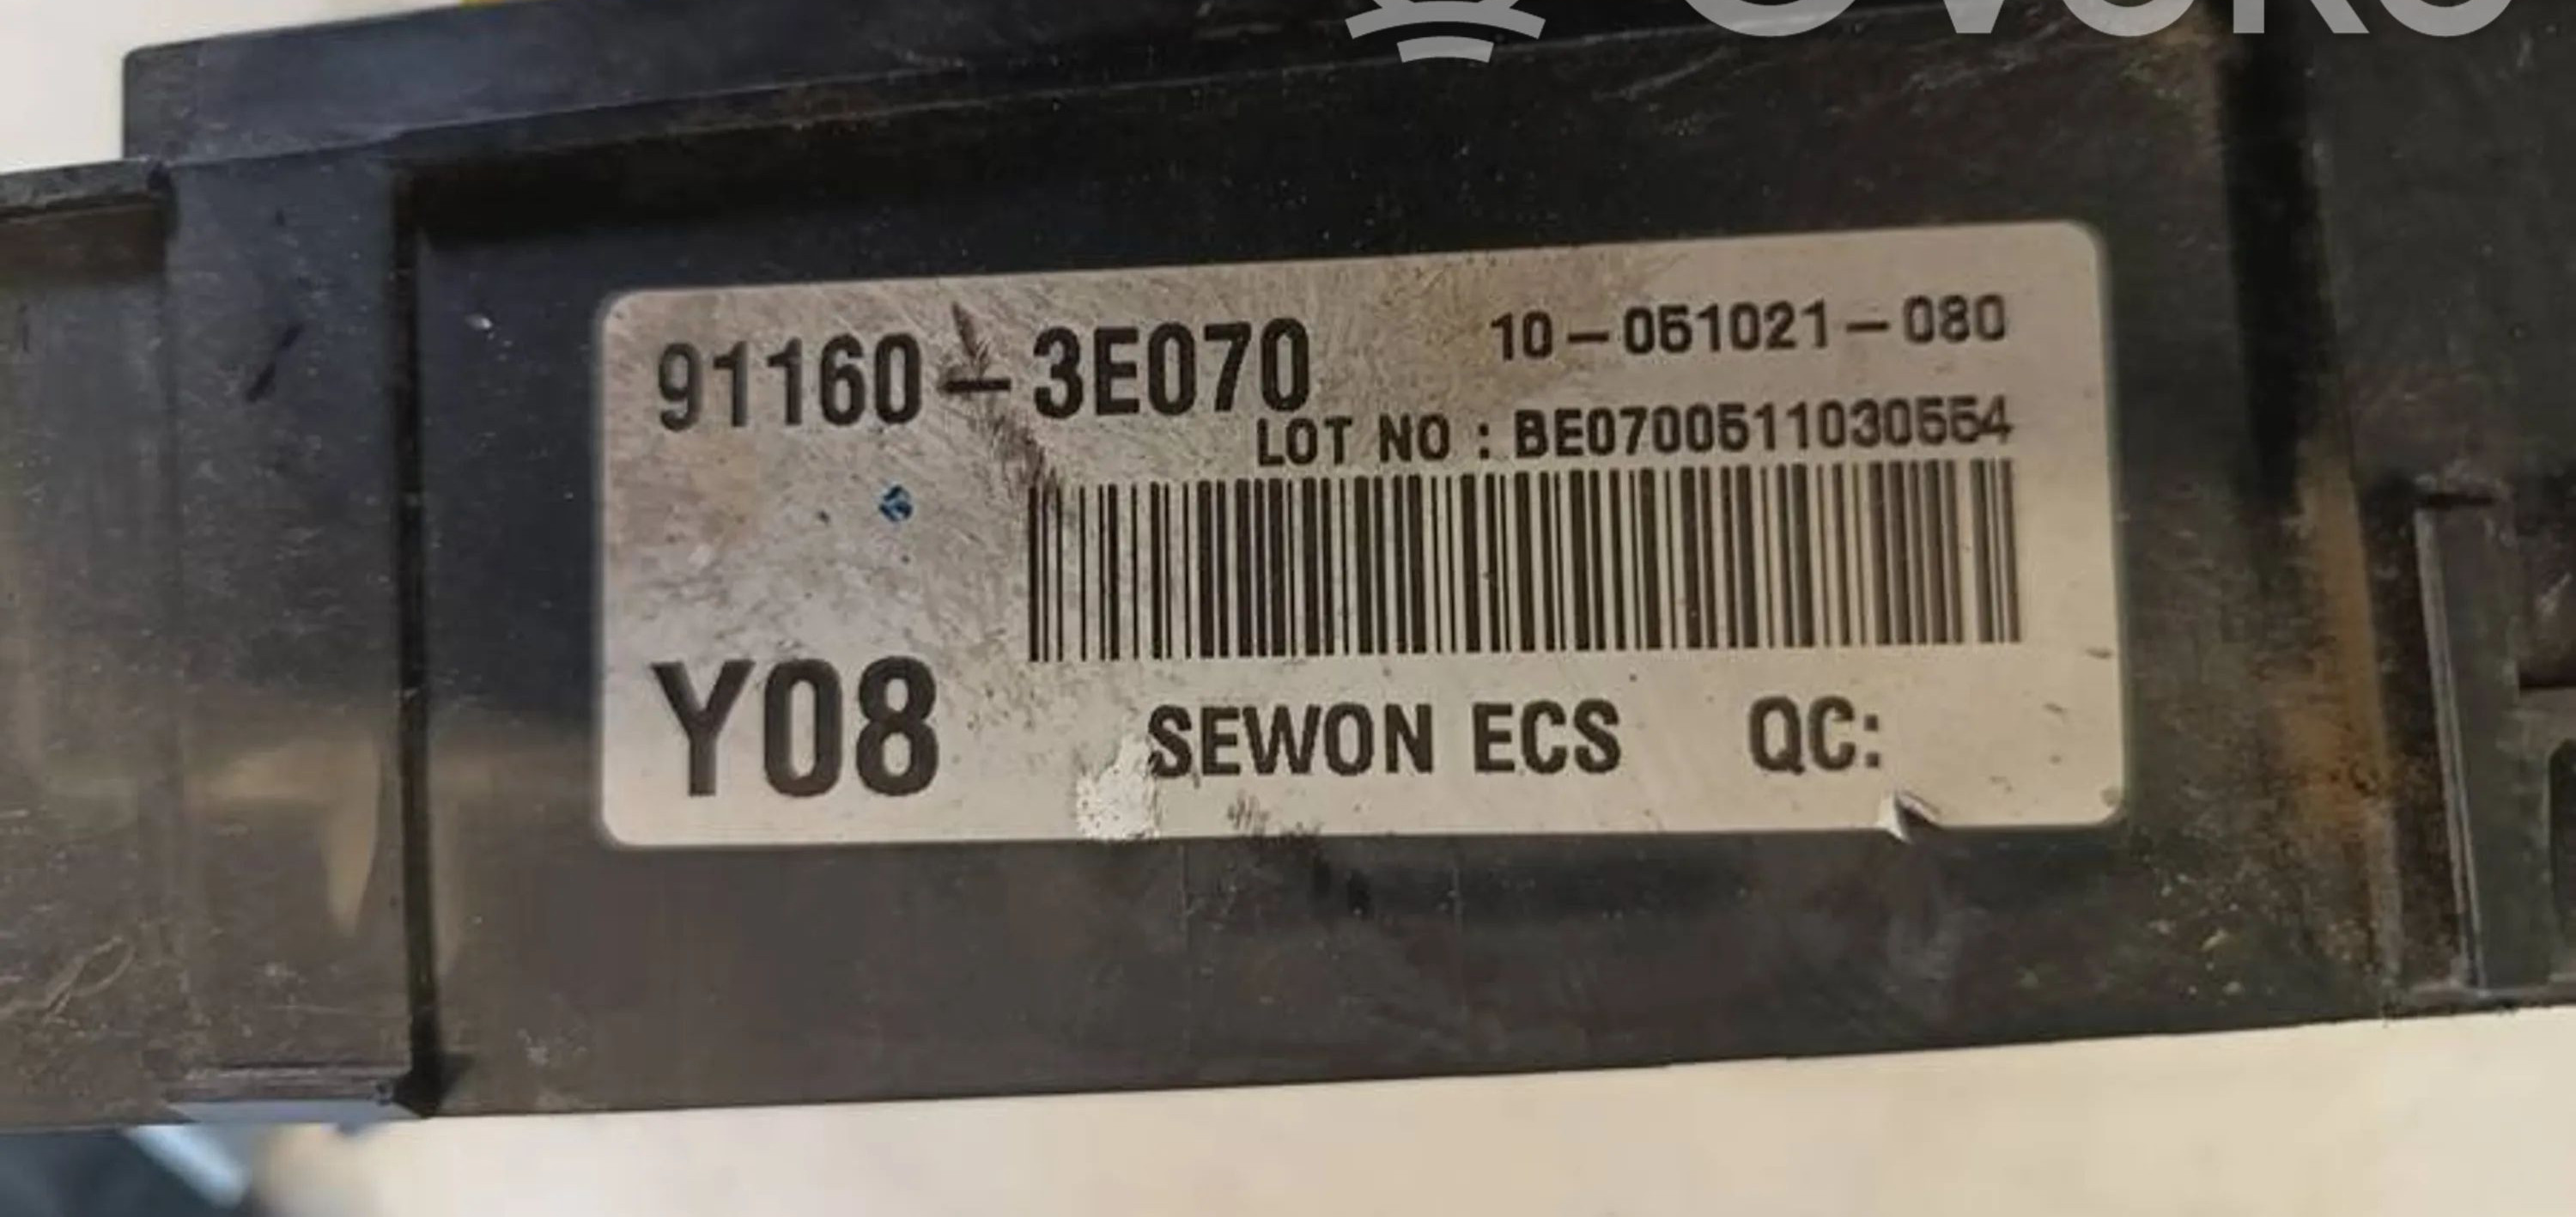 91160-3E070
10-051021-080
LOT NO : BE0700511030554
Y08
SEWON ECS
QC: